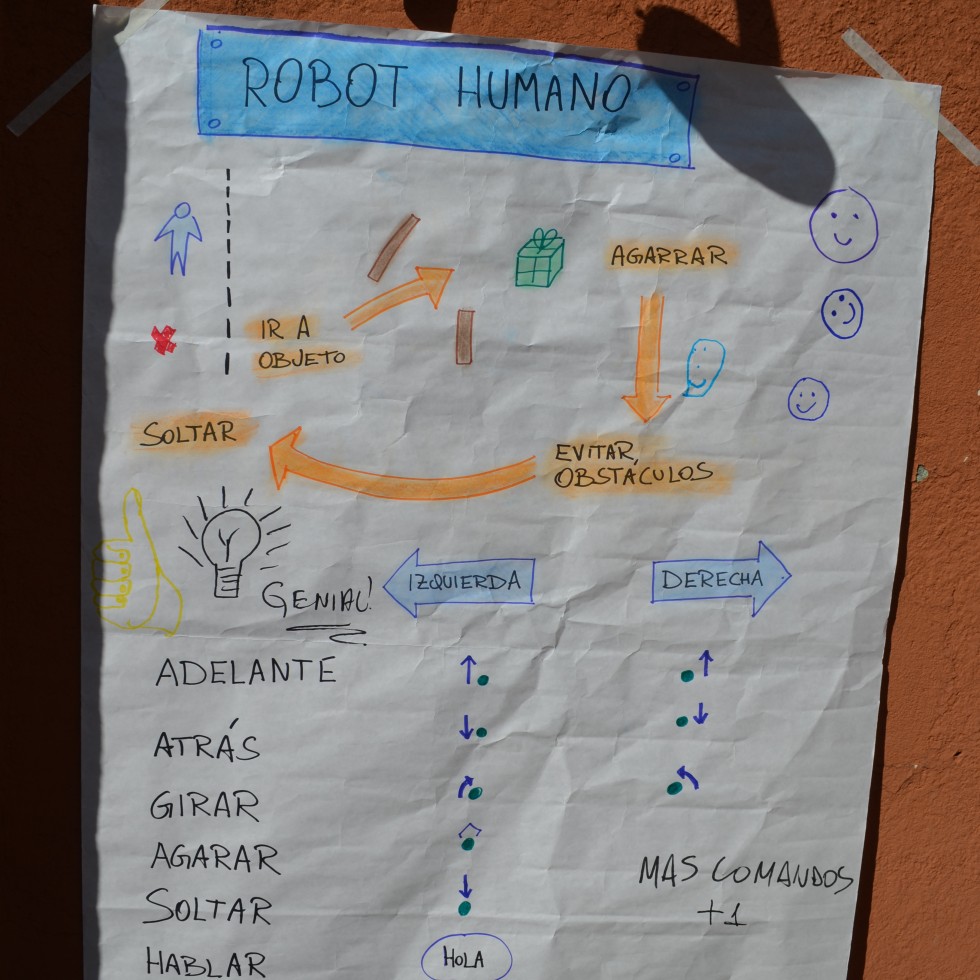 ROBOT HUMANO
AGARRAR
IR A
OBJETO
SOLTAR
EVITAR,
OBSTÁCULOS
GENIAL!
IZQUIERDA
DERECHA
ADELANTE
ATRÁS
GIRAR
AGARAR
SOLTAR
MAS COMANDOS
+1
HABLAR
HOLA